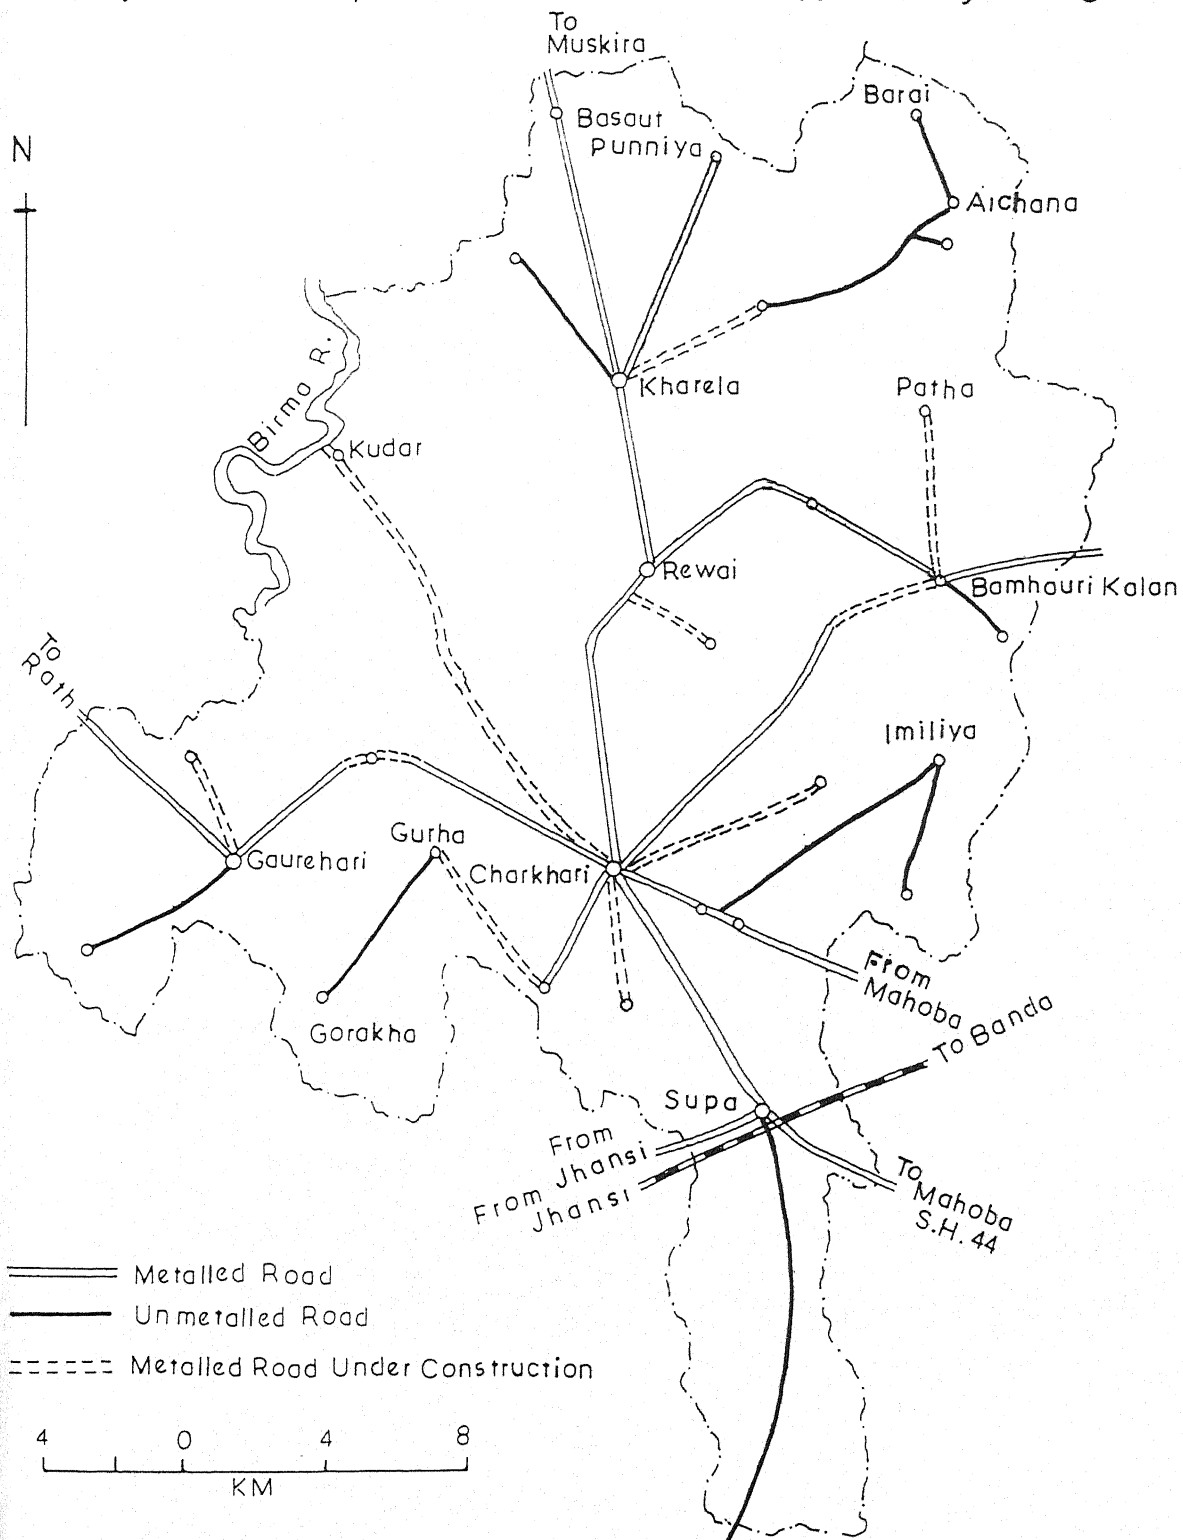 To
Muskira
Barai
Basaut
Punniya
N
Aichana
Birma R.
Kharela
Patha
Kudar
Rewai
Bamhauri Kalan
To
Rath
Imiliya
Gurha
Gaurehari
Charkhari
From
Mahoba
Gorakha
To Banda
Supa
From
Jhansi
From
Jhansi
To
Mahoba
S.H. 44
Metalled Road
Unmetalled Road
Metalled Road Under Construction
4 0 4 8
KM